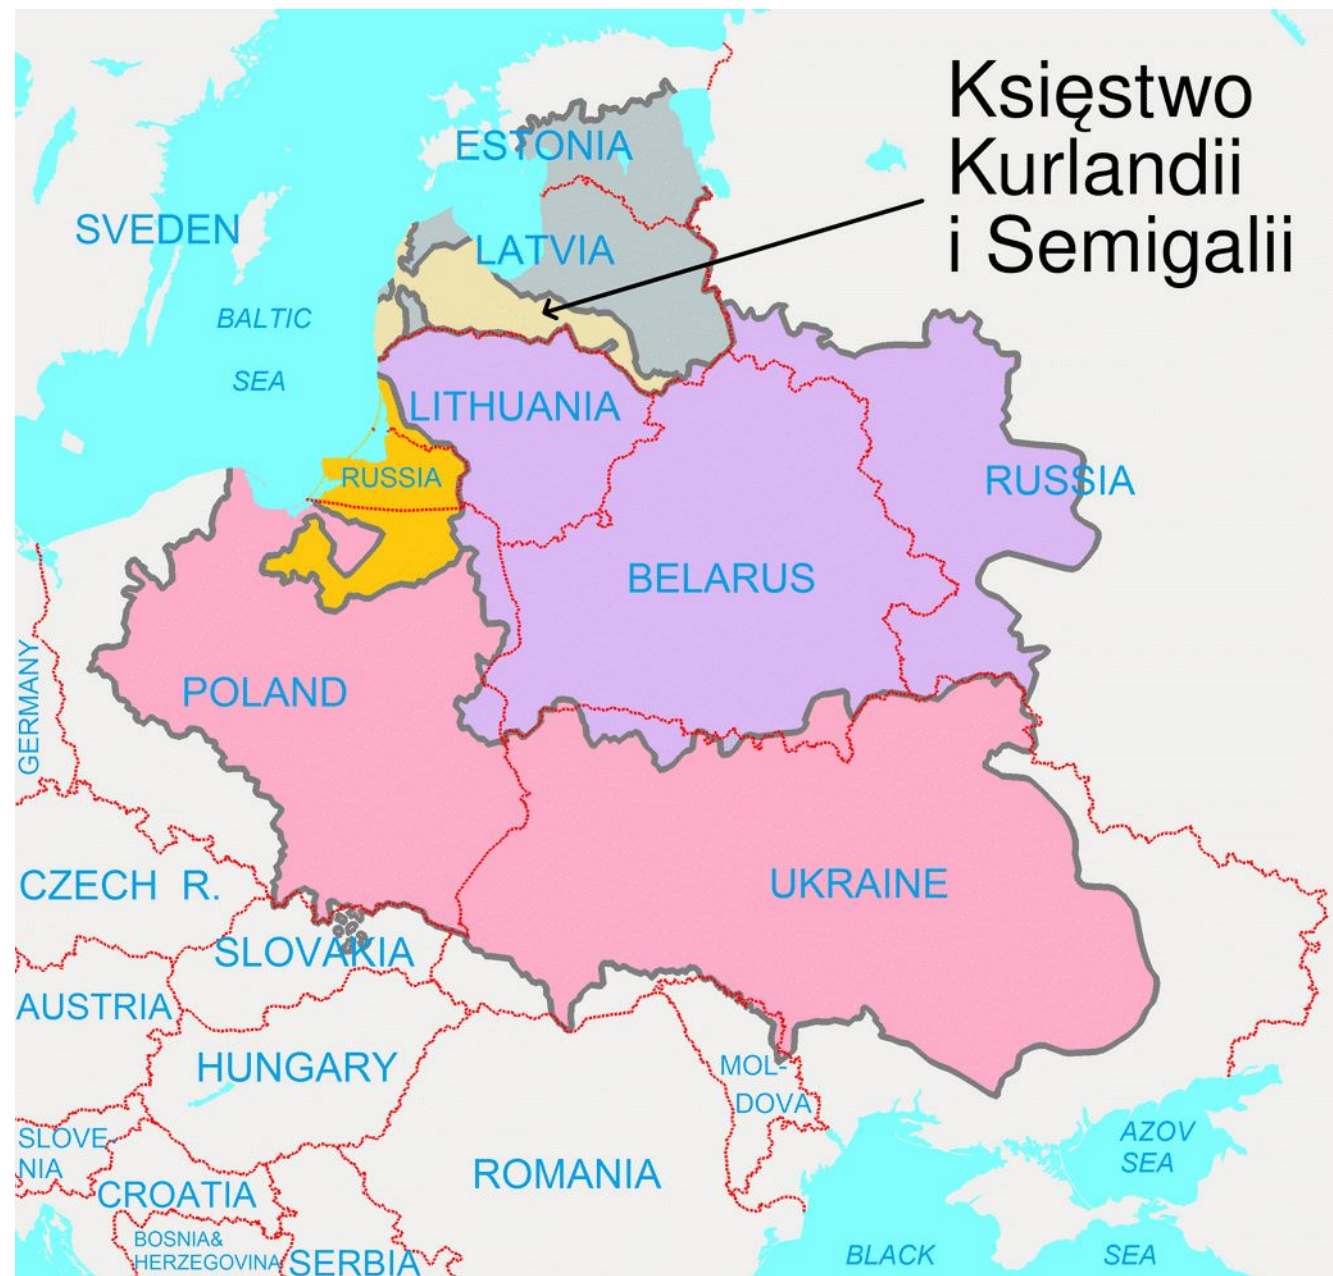 Księstwo
Kurlandii
i Semigalii
ESTONIA
SVEDEN
LATVIA
BALTIC
SEA
LITHUANIA
RUSSIA
RUSSIA
BELARUS
POLAND
GERMANY
CZECH R.
UKRAINE
SLOVAKIA
AUSTRIA
HUNGARY
MOL-
DOVA
SLOVE-
NIA
AZOV
SEA
ROMANIA
CROATIA
BOSNIA&
HERZEGOVINA
SERBIA
BLACK SEA